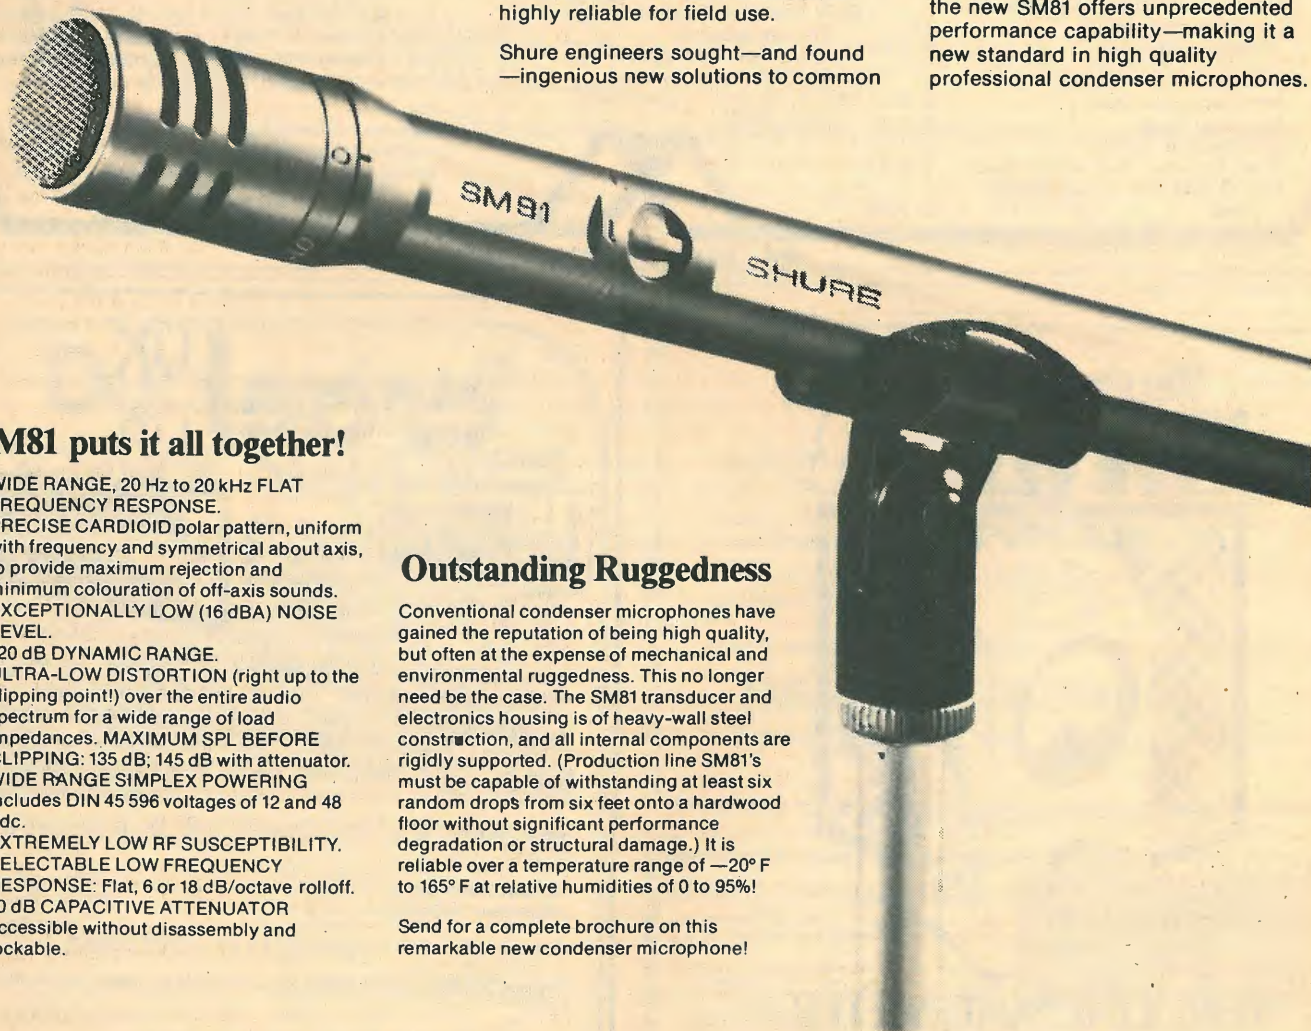 highly reliable for field use.
Shure engineers sought—and found
—ingenious new solutions to common
the new SM81 offers unprecedented
performance capability—making it a
new standard in high quality
professional condenser microphones.
0
SM81
SHURE
M81 puts it all together!
IDE RANGE, 20 Hz to 20 kHz FLAT
REQUENCY RESPONSE.
RECISE CARDIOID polar pattern, uniform
ith frequency and symmetrical about axis,
o provide maximum rejection and
inimum colouration of off-axis sounds.
XCEPTIONALLY LOW (16 dBA) NOISE
EVEL.
20 dB DYNAMIC RANGE.
LTRA-LOW DISTORTION (right up to the
lipping point!) over the entire audio
pectrum for a wide range of load
mpedances. MAXIMUM SPL BEFORE
LIPPING: 135 dB; 145 dB with attenuator.
IDE RANGE SIMPLEX POWERING
cludes DIN 45 596 voltages of 12 and 48
dc.
XTREMELY LOW RF SUSCEPTIBILITY.
ELECTABLE LOW FREQUENCY
ESPONSE: Flat, 6 or 18 dB/octave rolloff.
0 dB CAPACITIVE ATTENUATOR
ccessible without disassembly and
ockable.
Outstanding Ruggedness
Conventional condenser microphones have
gained the reputation of being high quality,
but often at the expense of mechanical and
environmental ruggedness. This no longer
need be the case. The SM81 transducer and
electronics housing is of heavy-wall steel
construction, and all internal components are
rigidly supported. (Production line SM81's
must be capable of withstanding at least six
random drops from six feet onto a hardwood
floor without significant performance
degradation or structural damage.) It is
reliable over a temperature range of —20° F
to 165° F at relative humidities of 0 to 95%!
Send for a complete brochure on this
remarkable new condenser microphone!